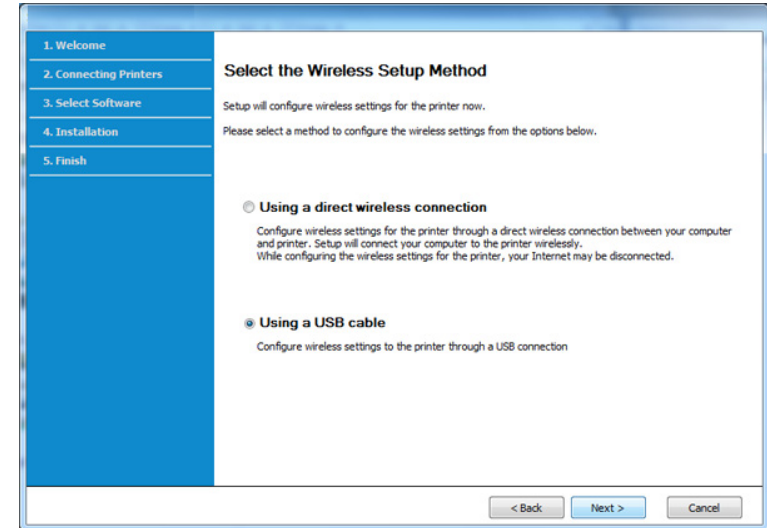 1. Welcome
2. Connecting Printers
3. Select Software
4. Installation
5. Finish
Select the Wireless Setup Method
Setup will configure wireless settings for the printer now.
Please select a method to configure the wireless settings from the options below.
Using a direct wireless connection
Configure wireless settings for the printer through a direct wireless connection between your computer
and printer. Setup will connect your computer to the printer wirelessly.
While configuring the wireless settings for the printer, your Internet may be disconnected.
Using a USB cable
Configure wireless settings to the printer through a USB connection
< Back Next > Cancel